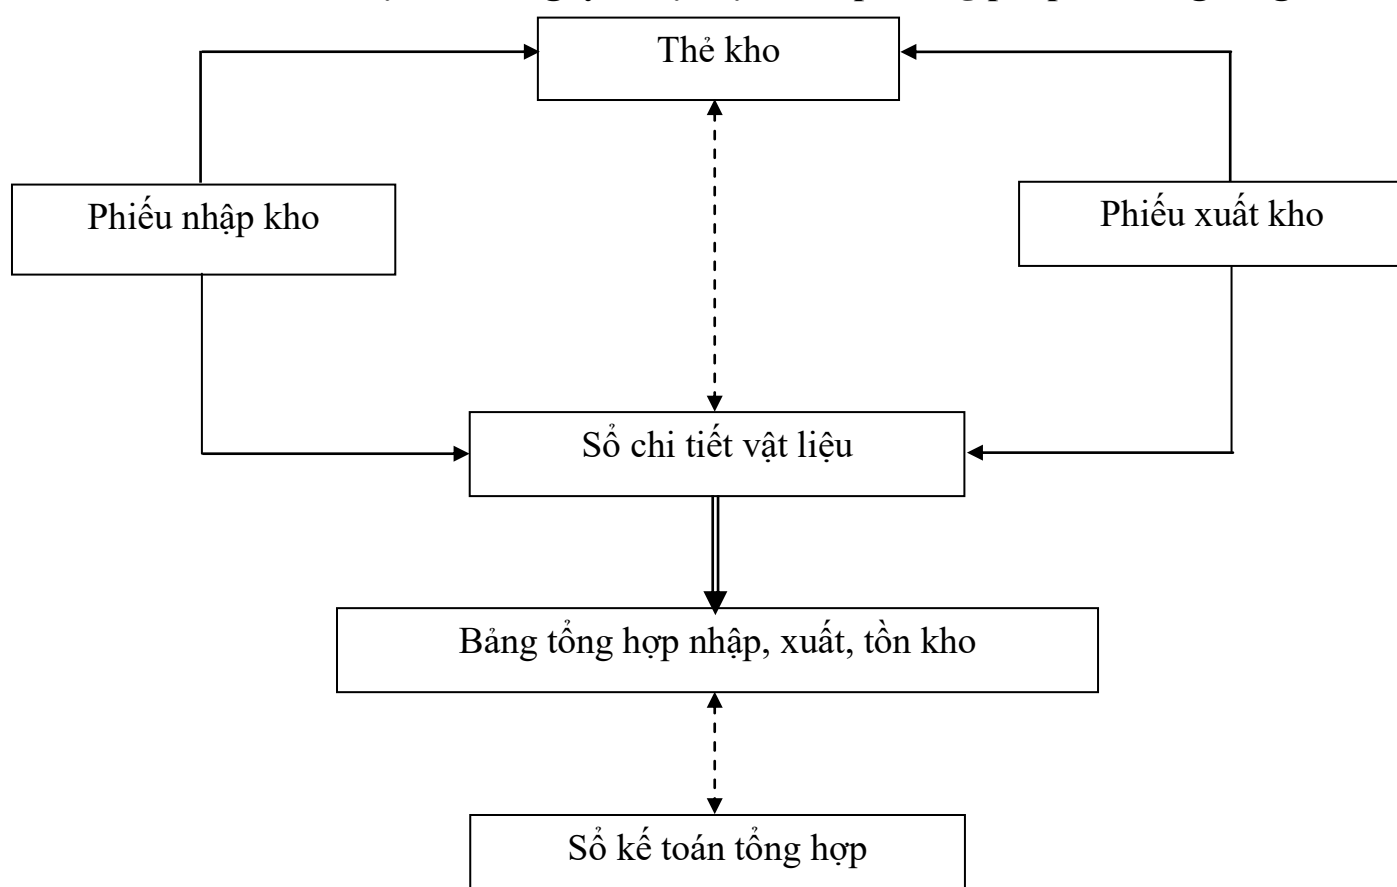 Thẻ kho
Phiếu nhập kho
Phiếu xuất kho
Sổ chi tiết vật liệu
Bảng tổng hợp nhập, xuất, tồn kho
Sổ kế toán tổng hợp